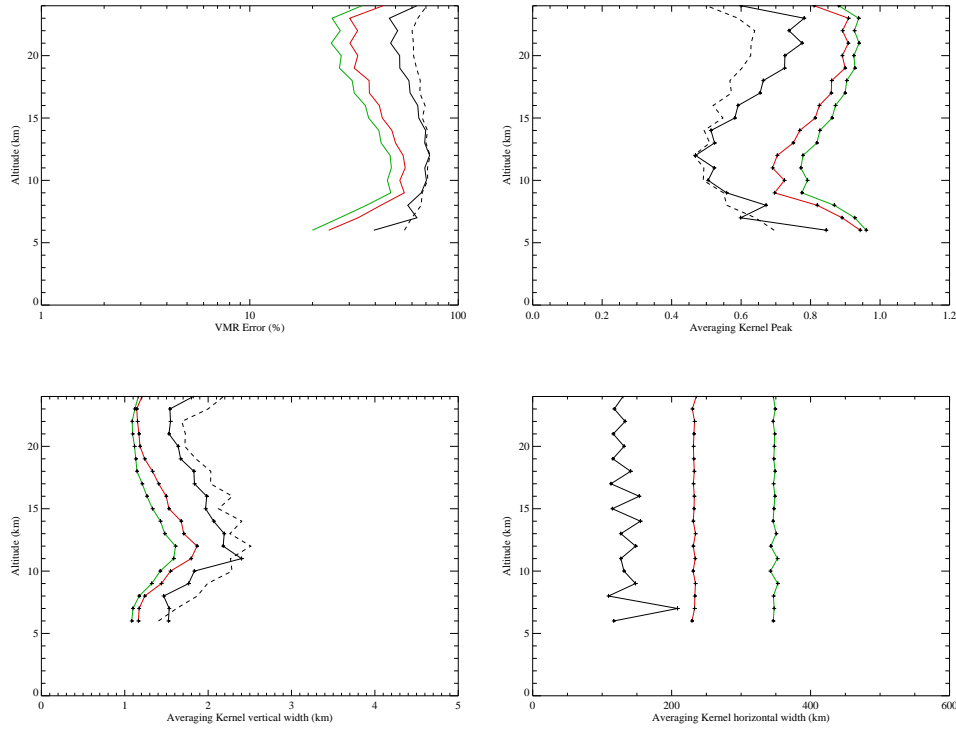 Altitude (km)
20
15
10
5
0
1 10 100
VMR Error (%)
Altitude (km)
20
15
10
5
0
0.0 0.2 0.4 0.6 0.8 1.0 1.2
Averaging Kernel Peak
Altitude (km)
20
15
10
5
0
0 1 2 3 4 5
Averaging Kernel vertical width (km)
Altitude (km)
20
15
10
5
0
0 200 400 600
Averaging Kernel horizontal width (km)